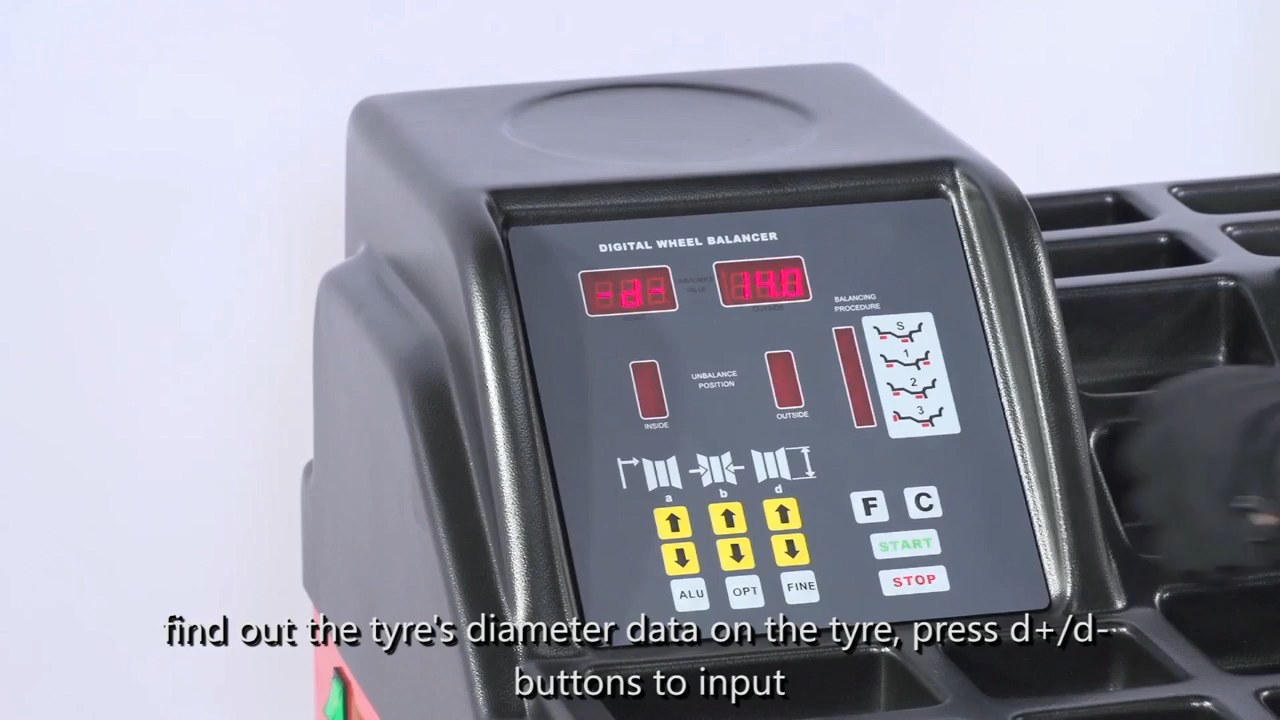 DIGITAL WHEEL BALANCER
-d-
14.0
UNBALANCE
POSITION
INSIDE
OUTSIDE
BALANCING
PROCEDURE
S
1
2
3
a b d
F C
START
STOP
ALU OPT FINE
find out the tyre's diameter data on the tyre, press d+/d-
buttons to input